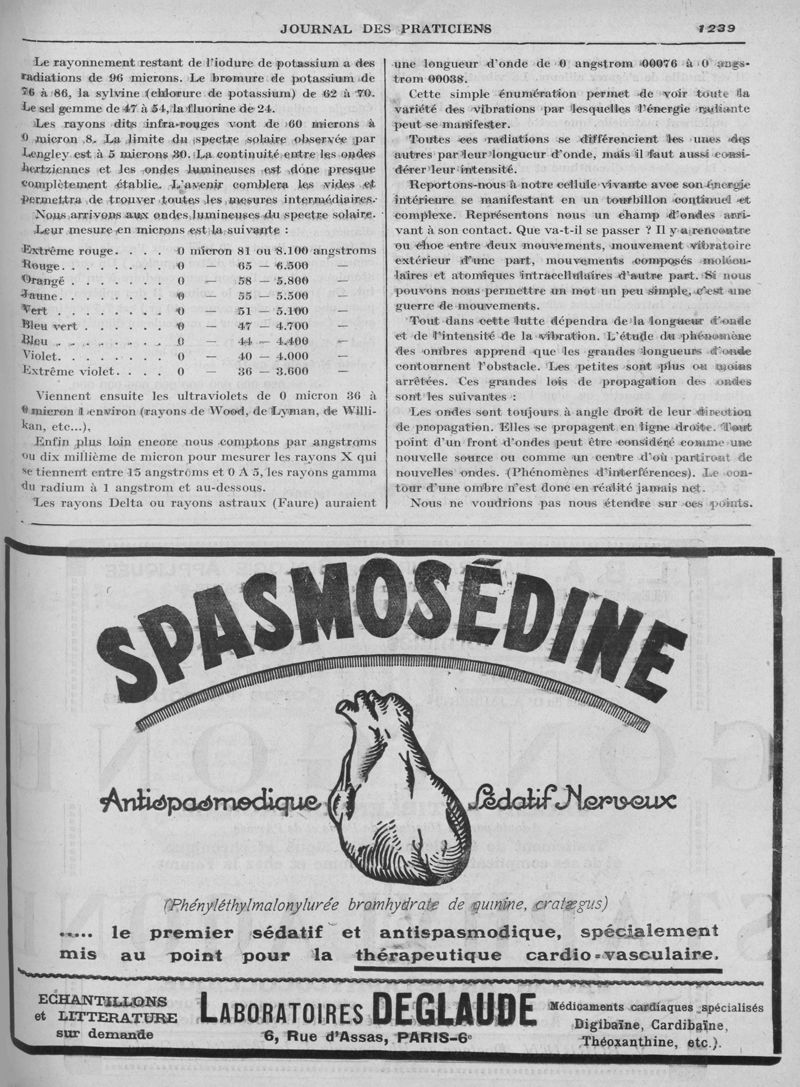 JOURNAL DES PRATICIENS
1239
Le rayonnement restant de l'iodure de potassium a des
radiations de 96 microns. Le bromure de potassium de
76 à 86, la sylvine (chlorure de potassium) de 62 à 70.
Le sel gemme de 47 à 54, la fluorine de 24.
Les rayons dits infra-rouges vont de 60 microns à
0 micron ,8. La limite du spectre solaire observée par
Lengley est à 5 microns 30. La continuité entre les ondes
hertziennes et les ondes lumineuses est donc presque
complètement établie. L'avenir comblera les vides et
permettra de trouver toutes les mesures intermédiaires.
Nous arrivons aux ondes lumineuses du spectre solaire.
Leur mesure en microns est la suivante :
Extrême rouge. . . . 0 micron 81 ou 8.100 angstroms
Rouge. . . . . . . . 0 — 65 — 6.500 —
Orangé . . . . . . . 0 — 58 — 5.800 —
Jaune. . . . . . . . 0 — 55 — 5.500 —
Vert . . . . . . . . 0 — 51 — 5.100 —
Bleu vert . . . . . . 0 — 47 — 4.700 —
Bleu . . . . . . . . 0 — 44 — 4.400 —
Violet. . . . . . . . 0 — 40 — 4.000 —
Extrême violet. . . . 0 — 36 — 3.600 —
Viennent ensuite les ultraviolets de 0 micron 36 à
0 micron 1 environ (rayons de Wood, de Lyman, de Willi-
kan, etc...),
Enfin plus loin encore nous comptons par angstroms
ou dix millième de micron pour mesurer les rayons X qui
se tiennent entre 15 angströms et 0 A 5, les rayons gamma
du radium à 1 angstrom et au-dessous.
Les rayons Delta ou rayons astraux (Faure) auraient
une longueur d'onde de 0 angstrom 00076 à 0 angs-
trom 00038.
Cette simple énumération permet de voir toute la
variété des vibrations par lesquelles l'énergie radiante
peut se manifester.
Toutes ces radiations se différencient les unes des
autres par leur longueur d'onde, mais il faut aussi consi-
dérer leur intensité.
Reportons-nous à notre cellule vivante avec son énergie
intérieure se manifestant en un tourbillon continuel et
complexe. Représentons nous un champ d'ondes arri-
vant à son contact. Que va-t-il se passer ? Il y a rencontre
ou choc entre deux mouvements, mouvement vibratoire
extérieur d'une part, mouvements composés molécu-
laires et atomiques intracellulaires d'autre part. Si nous
pouvons nous permettre un mot un peu simple, c'est une
guerre de mouvements.
Tout dans cette lutte dépendra de la longueur d'onde
et de l'intensité de la vibration. L'étude du phénomène
des ombres apprend que les grandes longueurs d'onde
contournent l'obstacle. Les petites sont plus ou moins
arrêtées. Ces grandes lois de propagation des ondes
sont les suivantes :
Les ondes sont toujours à angle droit de leur direction
de propagation. Elles se propagent en ligne droite. Tout
point d'un front d'ondes peut être considéré comme une
nouvelle source ou comme un centre d'où partiront de
nouvelles ondes. (Phénomènes d'interférences). Le con-
tour d'une ombre n'est donc en réalité jamais net.
Nous ne voudrions pas nous étendre sur ces points.
SPASMOSÉDINE
Antispasmodique Sédatif Nerveux
(Phényléthylmalonylurée bromhydrate de quinine, cratægus)
..... le premier sédatif et antispasmodique, spécialement
mis au point pour la thérapeutique cardio-vasculaire.
ECHANTILLONS
et LITTERATURE
sur demande
LABORATOIRES DEGLAUDE
6, Rue d'Assas, PARIS-6e
Médicaments cardiaques spécialisés
Digibaïne, Cardibaïne,
Théoxanthine, etc.).